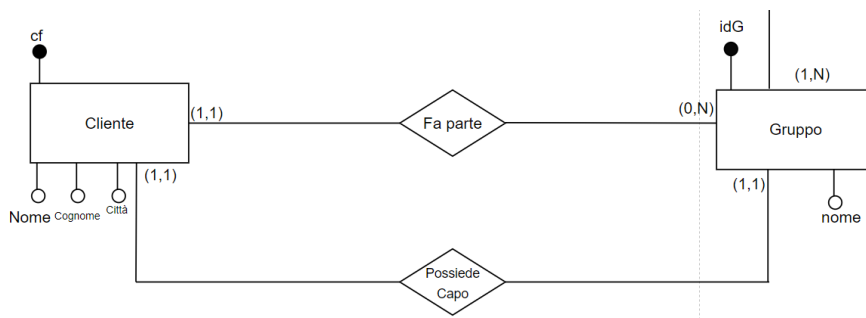 cf
idG
(1,N)
Cliente
(1,1)
Fa parte
(0,N)
Gruppo
(1,1)
(1,1)
Nome
Cognome
Città
nome
Possiede
Capo